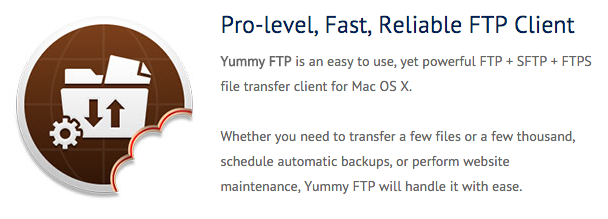 Pro-level, Fast, Reliable FTP Client
Yummy FTP is an easy to use, yet powerful FTP + SFTP + FTPS
file transfer client for Mac OS X.
Whether you need to transfer a few files or a few thousand,
schedule automatic backups, or perform website
maintenance, Yummy FTP will handle it with ease.